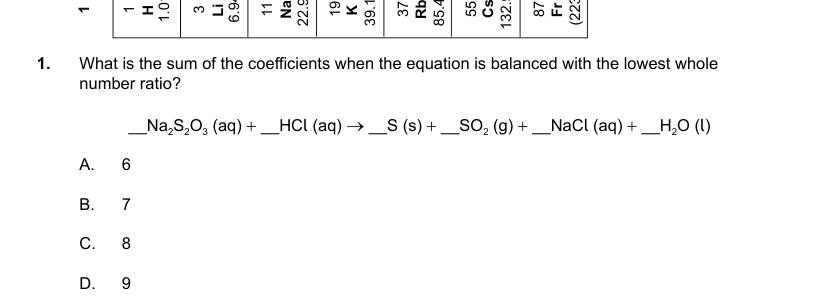 1
1 H 1.0
3 Li 6.9
11 Na 22.9
19 K 39.1
37 Rb 85.4
55 Cs 132.
87 Fr (223
1. What is the sum of the coefficients when the equation is balanced with the lowest whole
number ratio?
__Na₂S₂O₃ (aq) + __HCl (aq) → __S (s) + __SO₂ (g) + __NaCl (aq) + __H₂O (l)
A. 6
B. 7
C. 8
D. 9